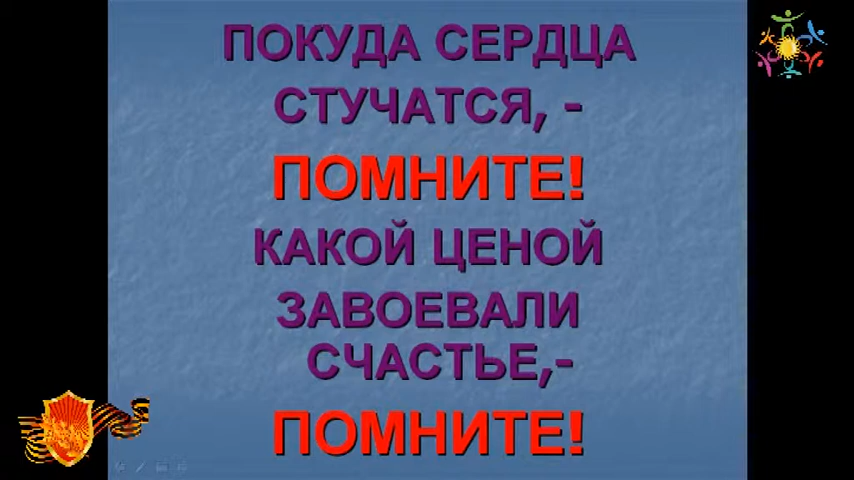 ПОКУДА СЕРДЦА
СТУЧАТСЯ, -
ПОМНИТЕ!
КАКОЙ ЦЕНОЙ
ЗАВОЕВАЛИ
СЧАСТЬЕ,-
ПОМНИТЕ!